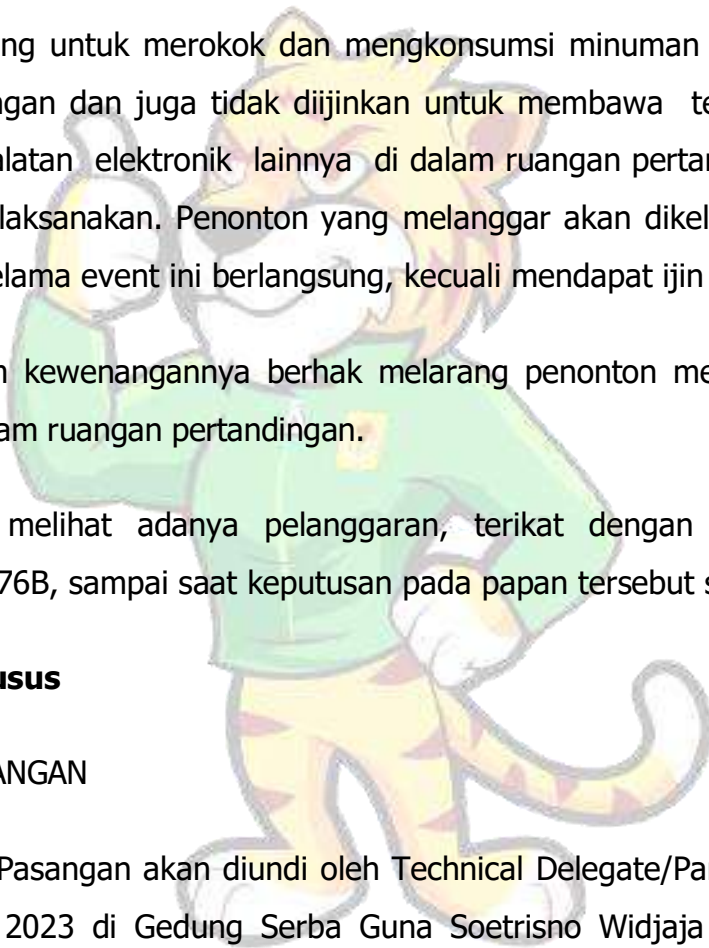 ng untuk merokok dan mengkonsumsi minuman
ngan dan juga tidak diijinkan untuk membawa te
alatan elektronik lainnya di dalam ruangan pertan
elaksanakan. Penonton yang melanggar akan dikel
elama event ini berlangsung, kecuali mendapat ijin
n kewenangannya berhak melarang penonton me
am ruangan pertandingan.
melihat adanya pelanggaran, terikat dengan
76B, sampai saat keputusan pada papan tersebut s
usus
ANGAN
Pasangan akan diundi oleh Technical Delegate/Pa
2023 di Gedung Serba Guna Soetrisno Widjaja